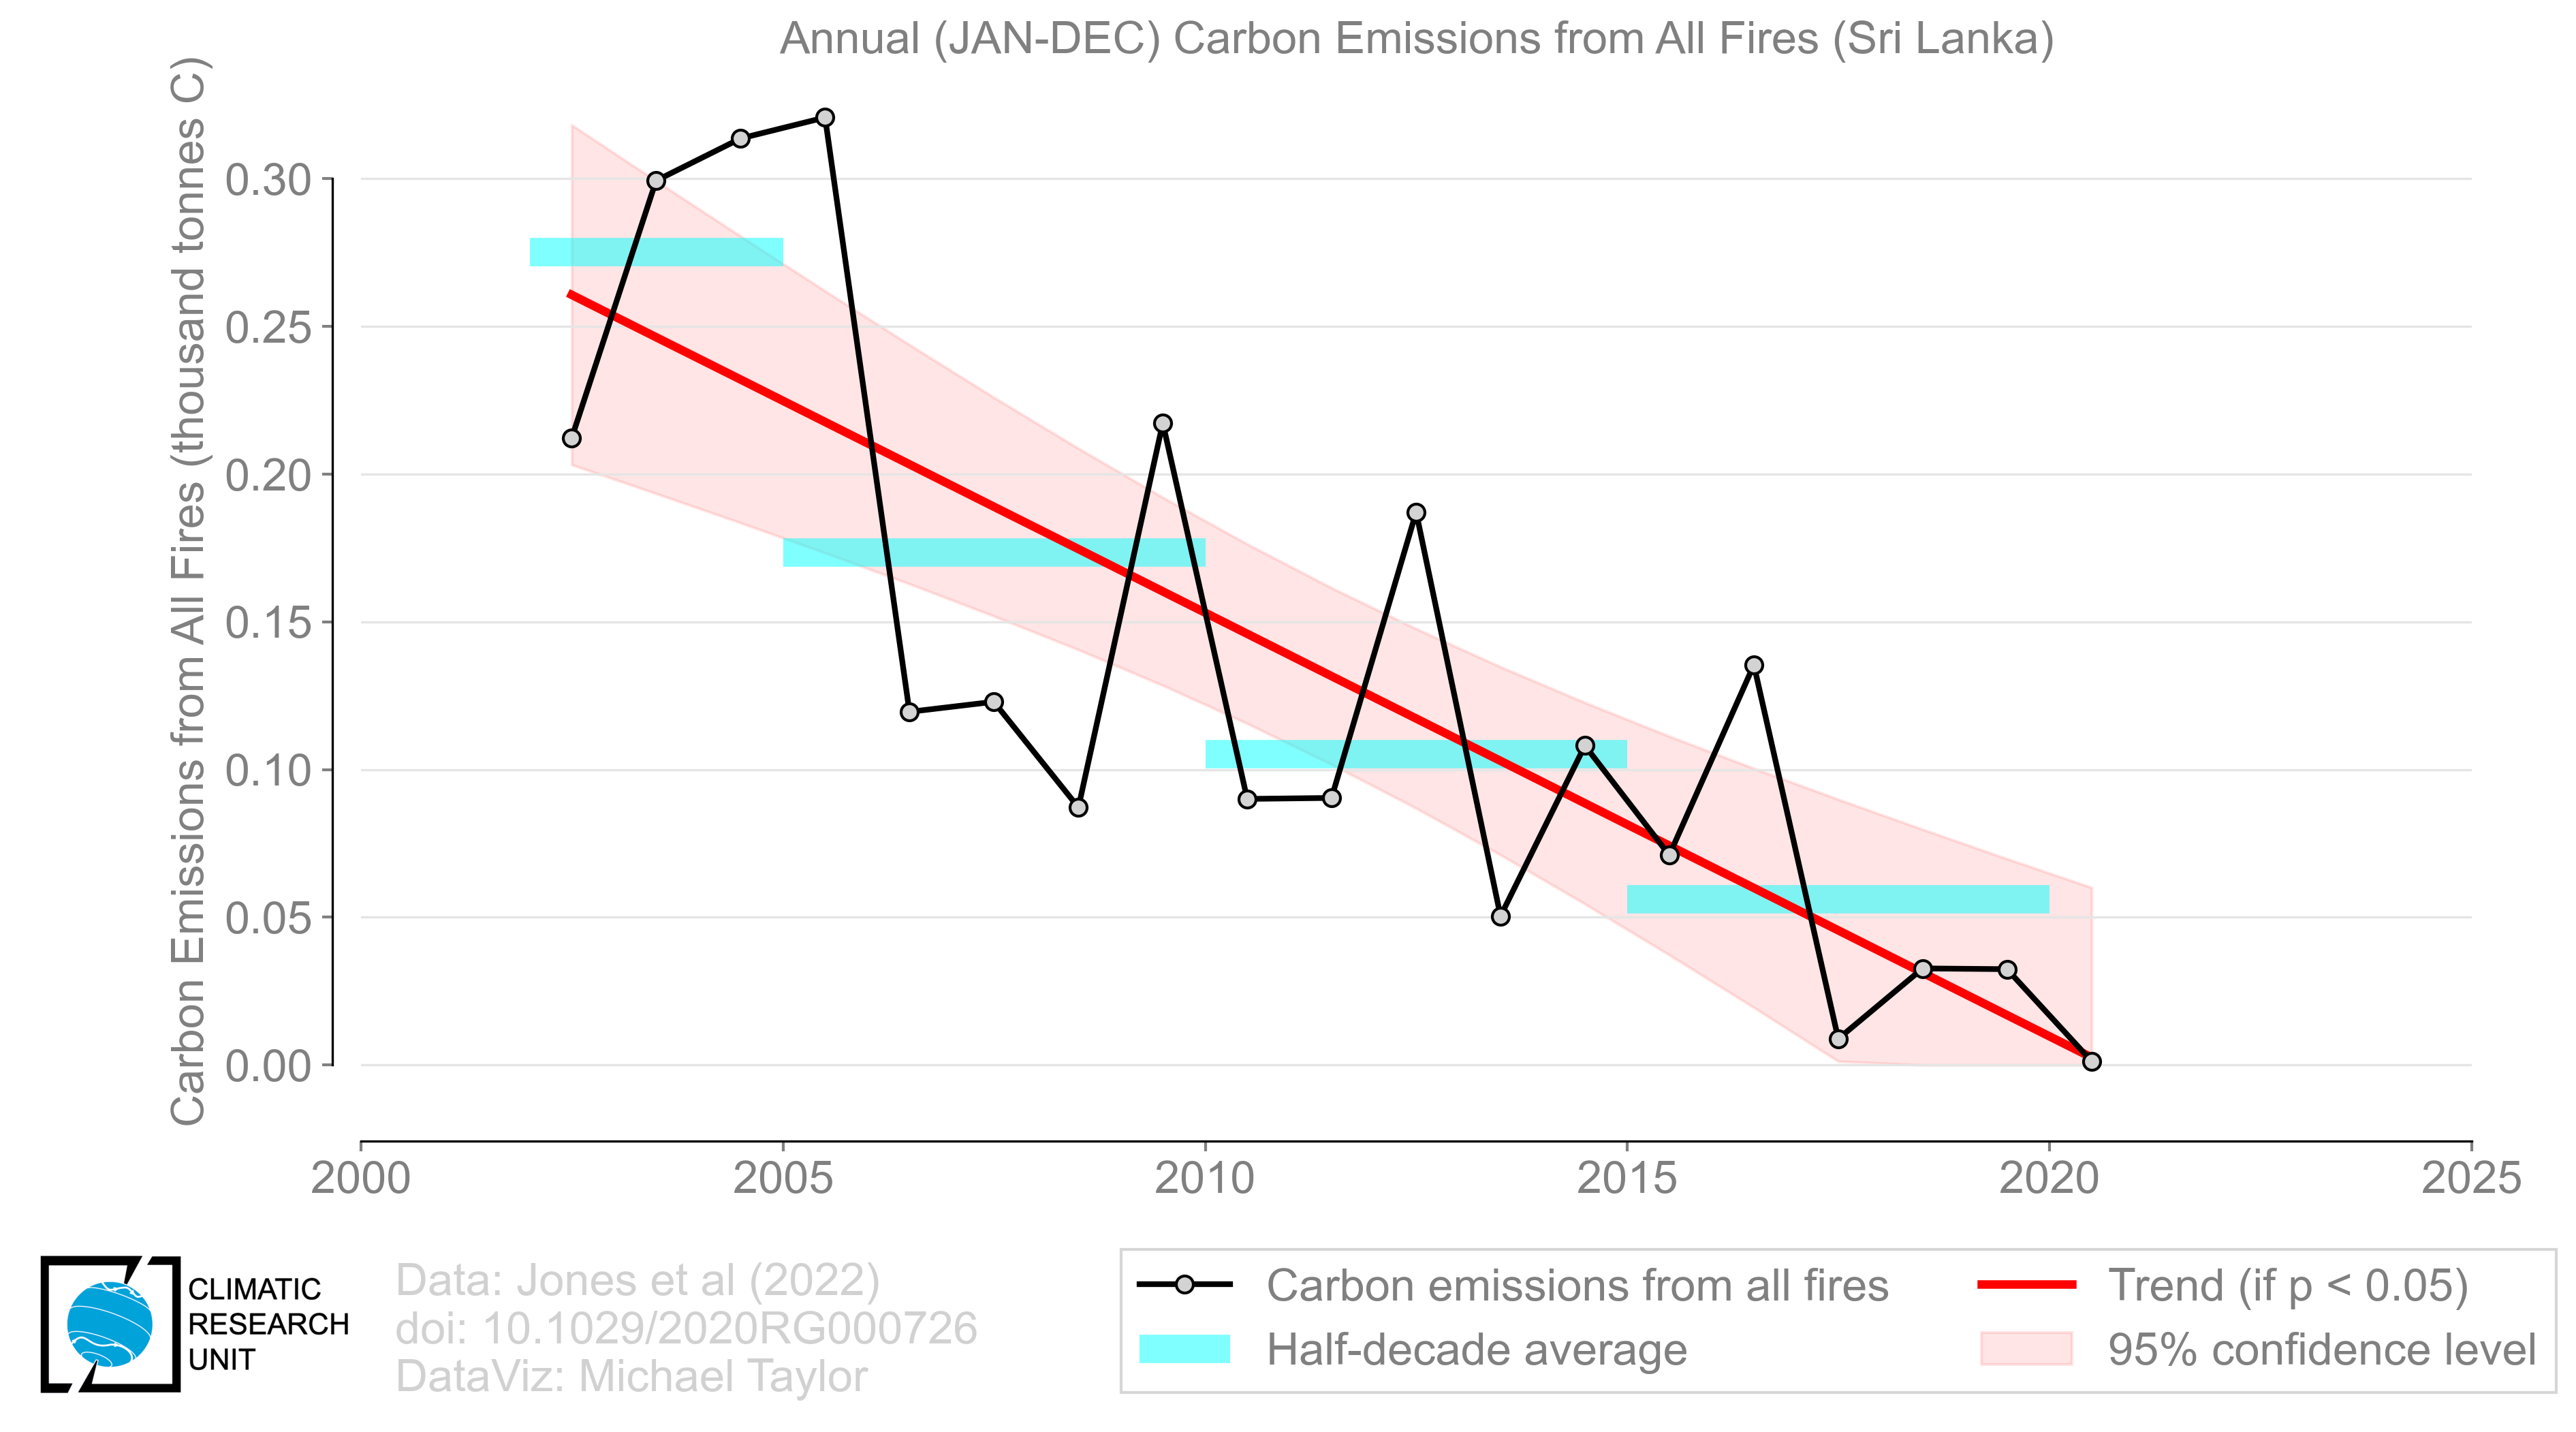 Annual (JAN-DEC) Carbon Emissions from All Fires (Sri Lanka)
Carbon Emissions from All Fires (thousand tonnes C)
0.30
0.25
0.20
0.15
0.10
0.05
0.00
2000
2005
2010
2015
2020
2025
CLIMATIC
RESEARCH
UNIT
Data: Jones et al (2022)
doi: 10.1029/2020RG000726
DataViz: Michael Taylor
Carbon emissions from all fires
Half-decade average
Trend (if p < 0.05)
95% confidence level